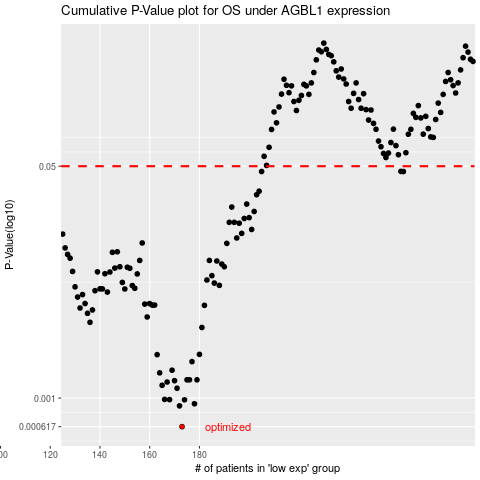 Cumulative P-Value plot for OS under AGBL1 expression
P-Value(log10)
0.05
0.001
0.000617
optimized
00 120 140 160 180
# of patients in 'low exp' group